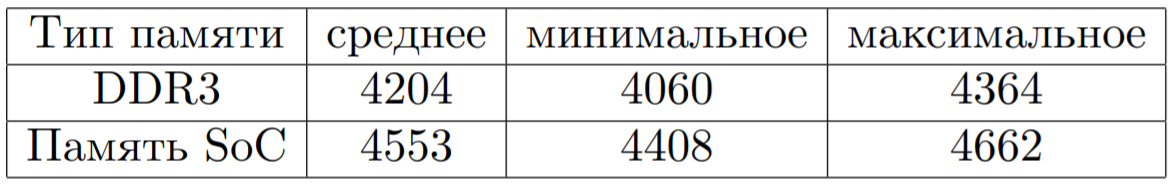 Тип памяти среднее минимальное максимальное
DDR3 4204 4060 4364
Память SoC 4553 4408 4662